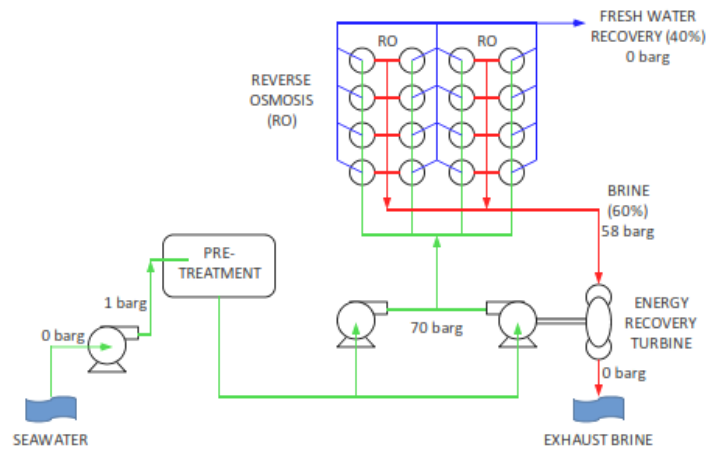 FRESH WATER
RECOVERY (40%)
0 barg
RO
RO
REVERSE
OSMOSIS
(RO)
BRINE
(60%)
58 barg
PRE-
TREATMENT
1 barg
0 barg
70 barg
ENERGY
RECOVERY
TURBINE
0 barg
SEAWATER
EXHAUST BRINE